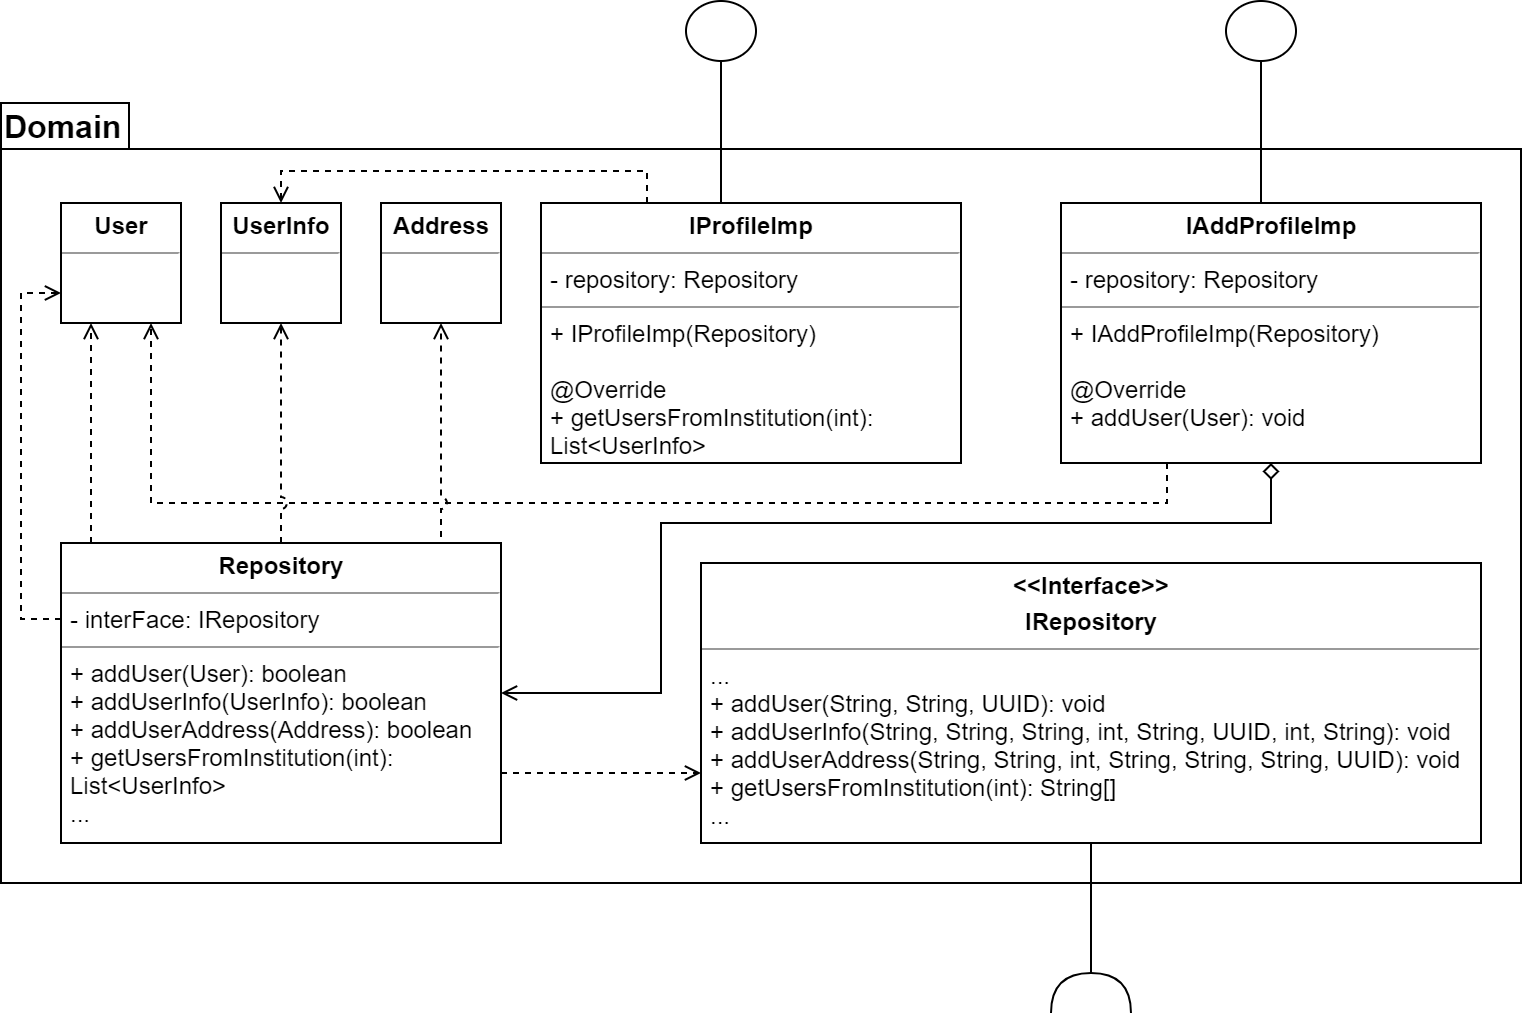 Domain
User
UserInfo
Address
IProfileImp
- repository: Repository
+ IProfileImp(Repository)
@Override
+ getUsersFromInstitution(int):
List<UserInfo>
IAddProfileImp
- repository: Repository
+ IAddProfileImp(Repository)
@Override
+ addUser(User): void
Repository
- interFace: IRepository
+ addUser(User): boolean
+ addUserInfo(UserInfo): boolean
+ addUserAddress(Address): boolean
+ getUsersFromInstitution(int):
List<UserInfo>
...
<<Interface>>
IRepository
...
+ addUser(String, String, UUID): void
+ addUserInfo(String, String, String, int, String, UUID, int, String): void
+ addUserAddress(String, String, int, String, String, String, UUID): void
+ getUsersFromInstitution(int): String[]
...